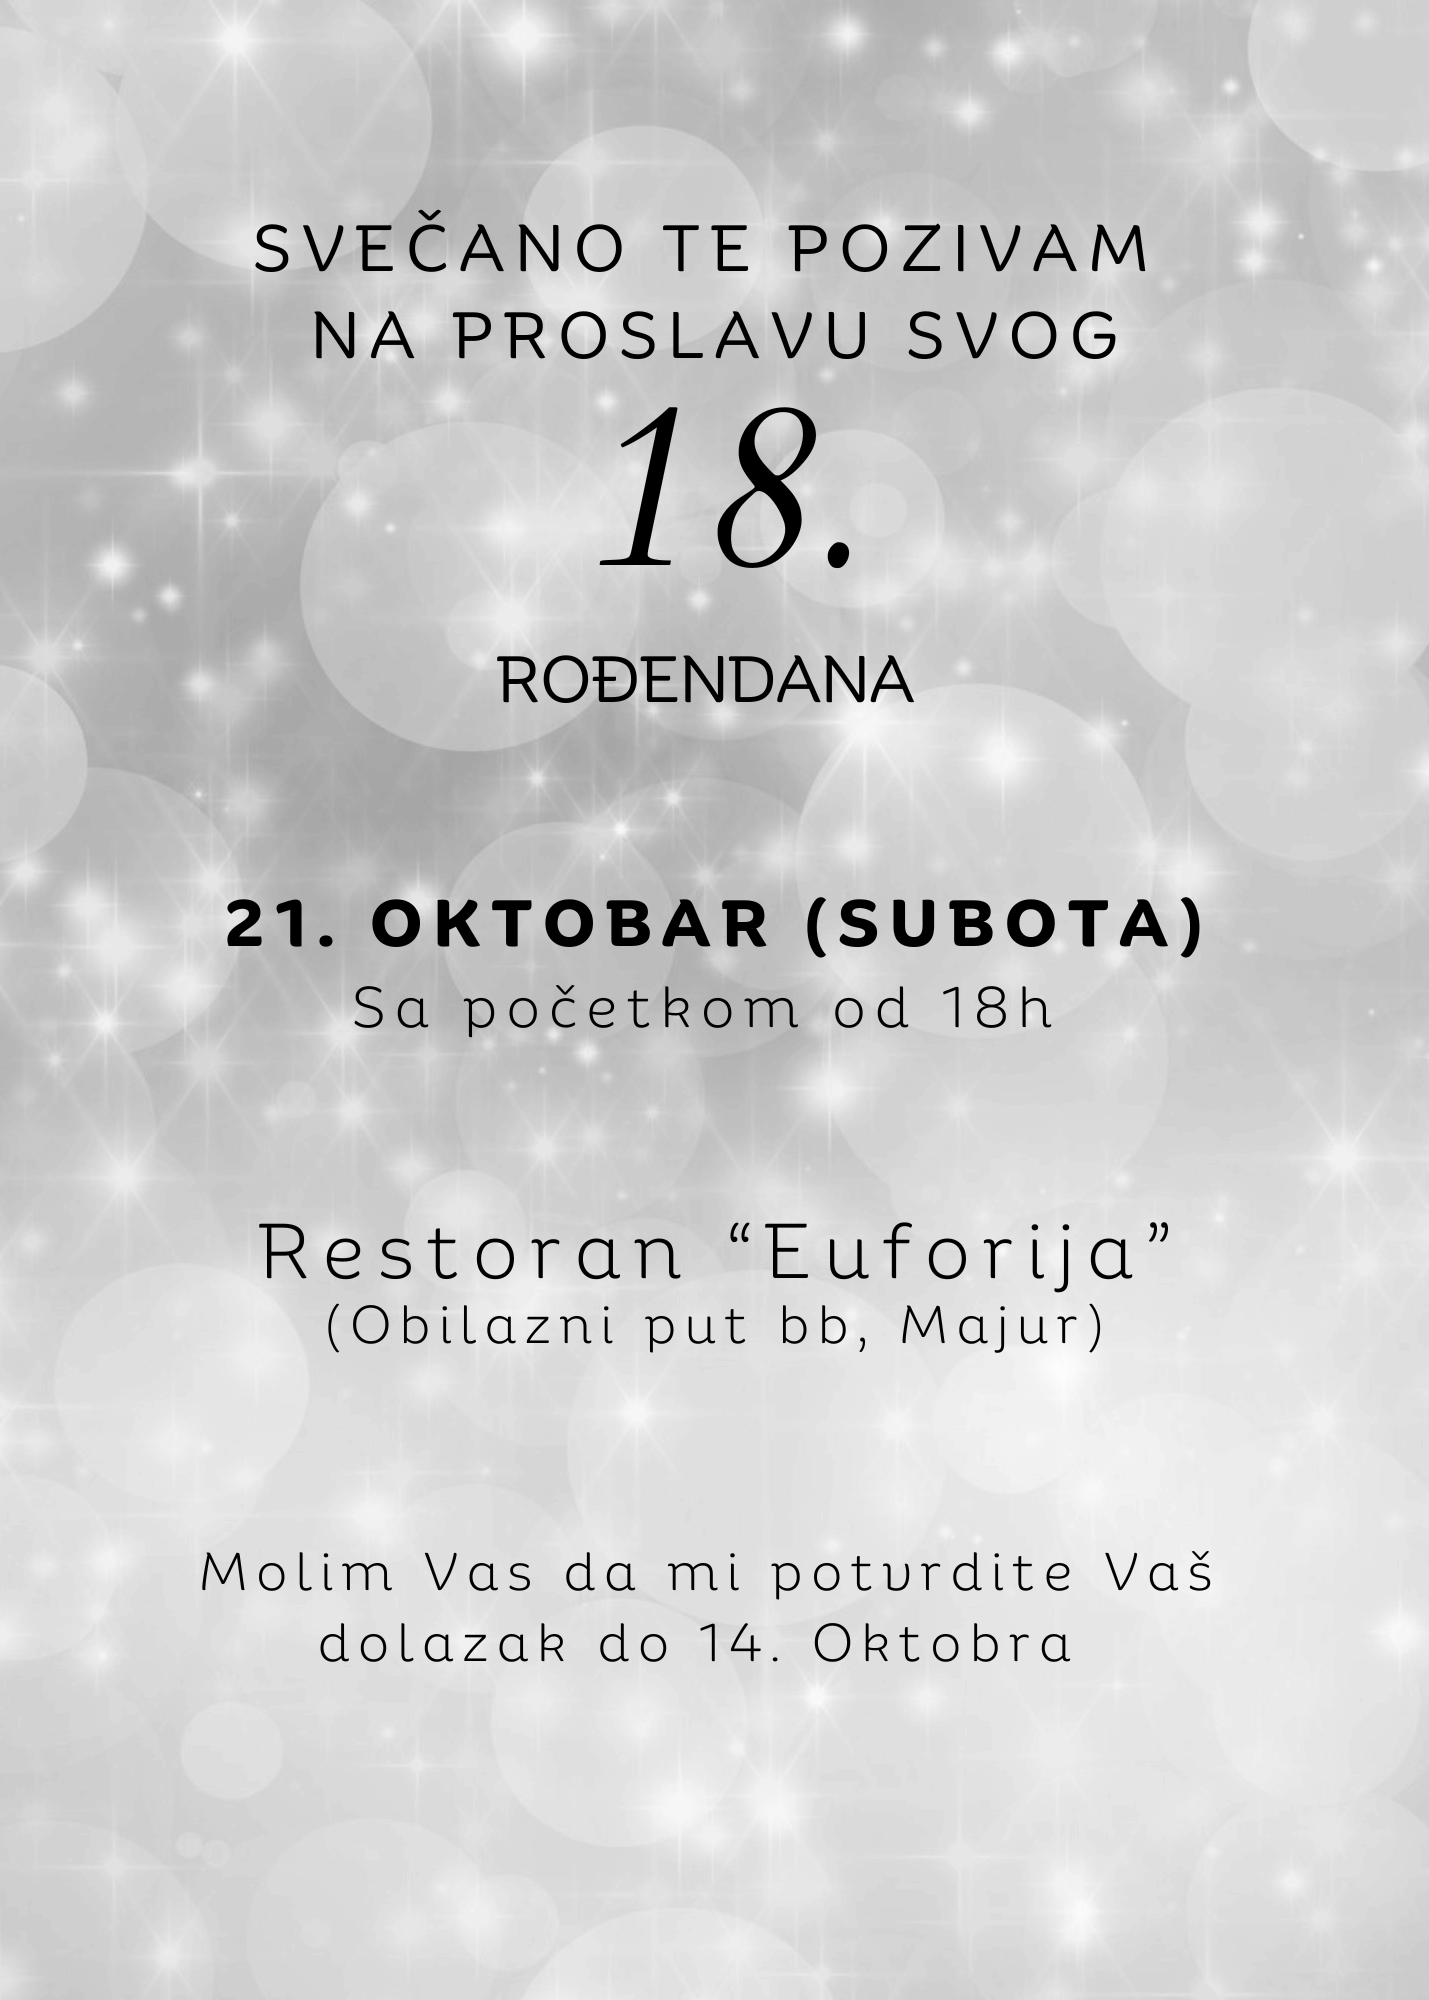 SVEČANO TE POZIVAM
NA PROSLAVU SVOG
18.
ROĐENDANA
21. OKTOBAR (SUBOTA)
Sa početkom od 18h
Restoran “Euforija”
(Obilazni put bb, Majur)
Molim Vas da mi potvrdite Vaš
dolazak do 14. Oktobra